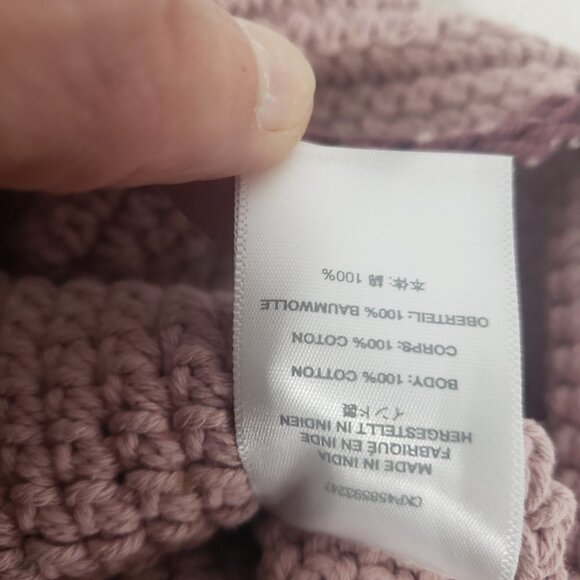 (XPN45859324)
MADE IN INDIA
FABRIQUÉ EN INDE
HERGESTELLT IN INDIEN
インド製
BODY: 100% COTTON
CORPS: 100% COTON
OBERTEIL: 100% BAUMWOLLE
本体: 綿 100%